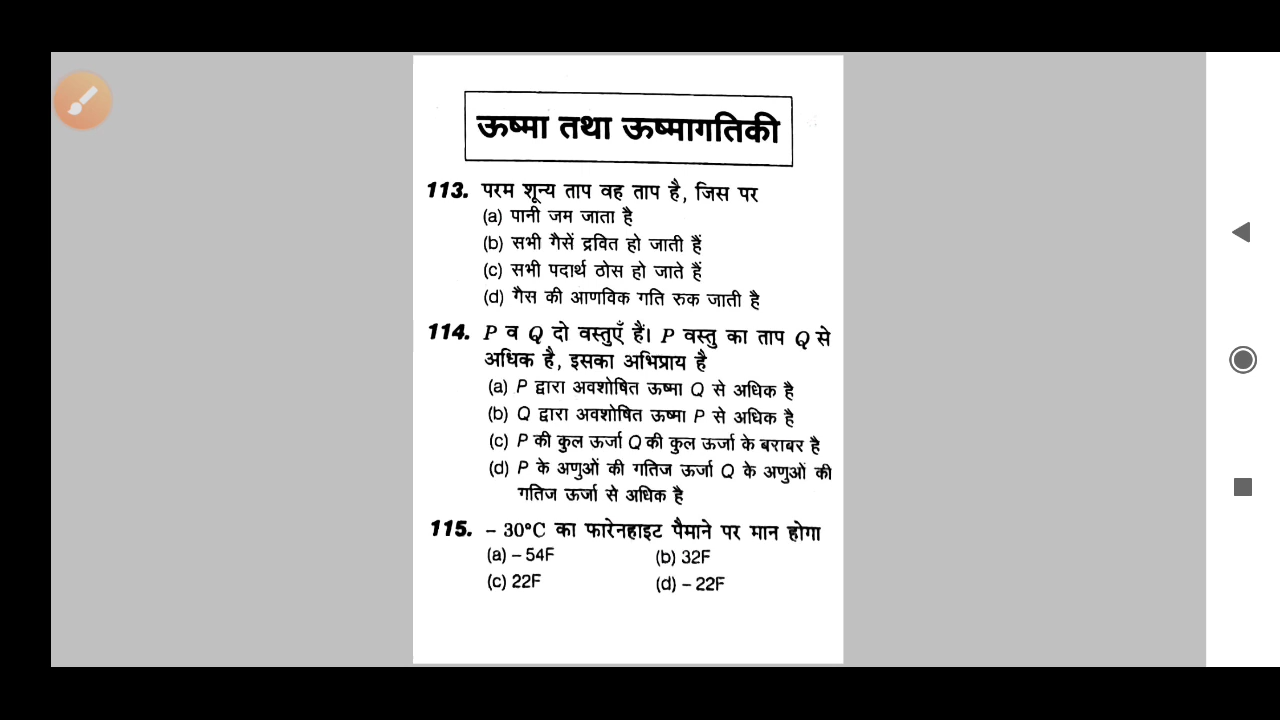 ऊष्मा तथा ऊष्मागतिकी
113. परम शून्य ताप वह ताप है, जिस पर
(a) पानी जम जाता है
(b) सभी गैसें द्रवित हो जाती हैं
(c) सभी पदार्थ ठोस हो जाते हैं
(d) गैस की आणविक गति रुक जाती है
114. P व Q दो वस्तुएँ हैं। P वस्तु का ताप Q से
अधिक है, इसका अभिप्राय है
(a) P द्वारा अवशोषित ऊष्मा Q से अधिक है
(b) Q द्वारा अवशोषित ऊष्मा P से अधिक है
(c) P की कुल ऊर्जा Q की कुल ऊर्जा के बराबर है
(d) P के अणुओं की गतिज ऊर्जा Q के अणुओं की
गतिज ऊर्जा से अधिक है
115. – 30°C का फारेनहाइट पैमाने पर मान होगा
(a) – 54F (b) 32F
(c) 22F (d) – 22F